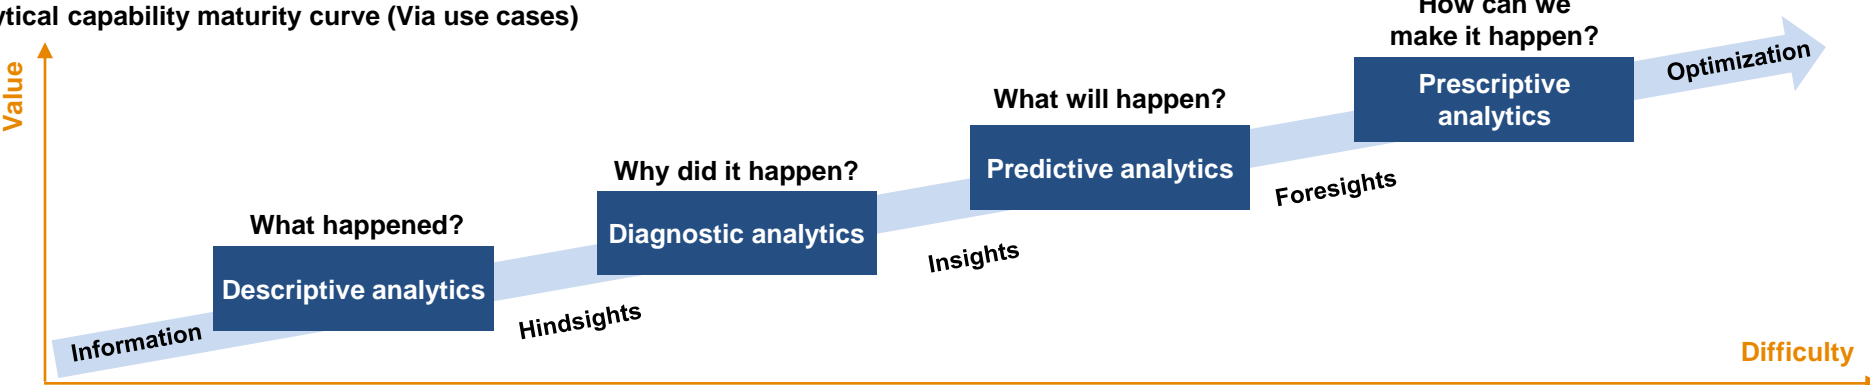 ytical capability maturity curve (Via use cases)
How can we
make it happen?
Value
Optimization
Prescriptive
analytics
What will happen?
Predictive analytics
Foresights
Why did it happen?
Diagnostic analytics
Insights
What happened?
Descriptive analytics
Hindsights
Information
Difficulty